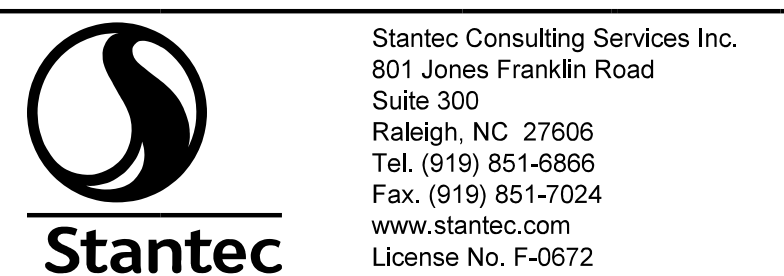 Stantec Consulting Services Inc.
801 Jones Franklin Road
Suite 300
Raleigh, NC  27606
Tel. (919) 851-6866
Fax. (919) 851-7024
www.stantec.com
License No. F-0672
Stantec